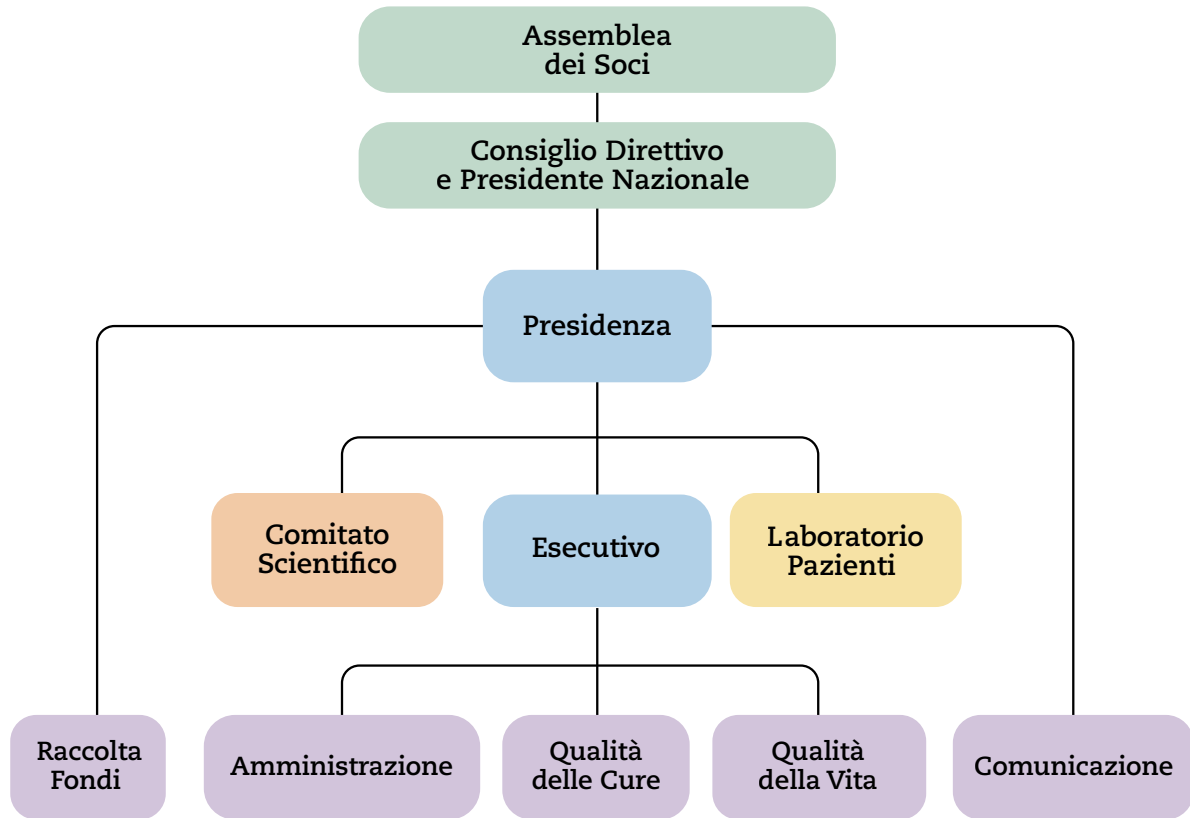 Assemblea
dei Soci
Consiglio Direttivo
e Presidente Nazionale
Presidenza
Comitato
Scientifico
Esecutivo
Laboratorio
Pazienti
Raccolta
Fondi
Amministrazione
Qualità
delle Cure
Qualità
della Vita
Comunicazione